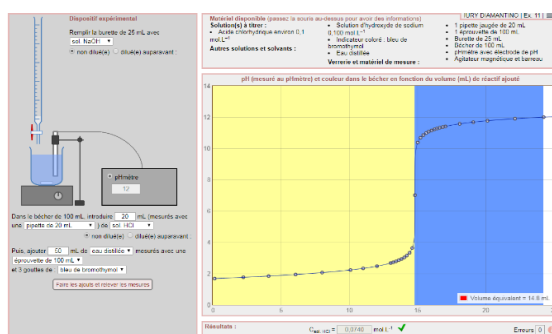 Dispositif expérimental
Remplir la burette de 25 mL avec
sol. NaOH
non dilué(e) dilué(e) auparavant :
pHmètre
12
Dans le bécher de 100 mL, introduire 20 mL (mesurés avec
une pipette de 20 mL ) de sol. HCl
non dilué(e) dilué(e) auparavant :
Puis, ajouter 50 mL de eau distillée mesurés avec une
éprouvette de 100 mL
et 3 gouttes de bleu de bromothymol
Faire les ajouts et relever les mesures
Matériel disponible (passez la souris au-dessus pour avoir des informations)
JURY D'AMANTINO | Ex. 11 |
Solution(s) à titrer :
Acide chlorhydrique environ 0,1
mol.L⁻¹
Autres solutions et solvants :
Solution d'hydroxyde de sodium
0,100 mol.L⁻¹
Indicateur coloré : bleu de
bromothymol
Eau distillée
Verrerie et matériel de mesure :
1 pipette jaugée de 20 mL
1 éprouvette de 100 mL
Burette de 25 mL
Bécher de 100 mL
pHmètre avec électrode de pH
Agitateur magnétique et barreau
pH (mesuré au pHmètre) et couleur dans le bécher en fonction du volume (mL) de réactif ajouté
14
12
10
8
6
4
2
0
0 5 10 15 20
Volume équivalent = 14.8 mL
Résultats :
= 0.0740 mol.L⁻¹ ✓
Erreurs 0